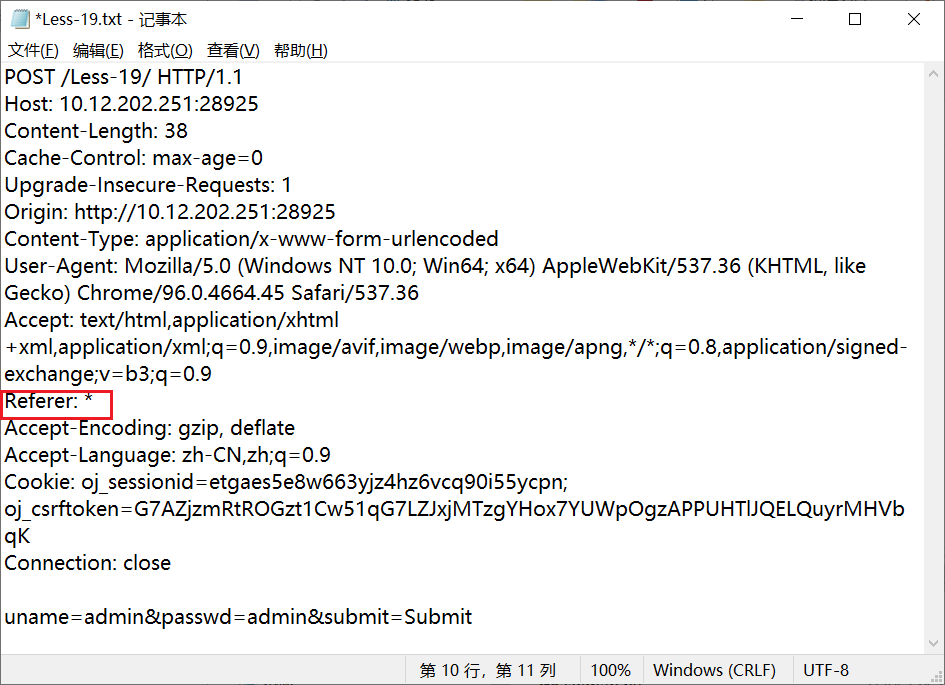 *Less-19.txt - 记事本
文件(F) 编辑(E) 格式(O) 查看(V) 帮助(H)
POST /Less-19/ HTTP/1.1
Host: 10.12.202.251:28925
Content-Length: 38
Cache-Control: max-age=0
Upgrade-Insecure-Requests: 1
Origin: http://10.12.202.251:28925
Content-Type: application/x-www-form-urlencoded
User-Agent: Mozilla/5.0 (Windows NT 10.0; Win64; x64) AppleWebKit/537.36 (KHTML, like
Gecko) Chrome/96.0.4664.45 Safari/537.36
Accept: text/html,application/xhtml
+xml,application/xml;q=0.9,image/avif,image/webp,image/apng,*/*;q=0.8,application/signed-
exchange;v=b3;q=0.9
Referer: *
Accept-Encoding: gzip, deflate
Accept-Language: zh-CN,zh;q=0.9
Cookie: oj_sessionid=etgaes5e8w663yjz4hz6vcq90i55ycpn;
oj_csrftoken=G7AZjzmRtROGzt1Cw51qG7LZJxjMTzgYHox7YUWpOgzAPPUHTlJQELQuyrMHVb
qK
Connection: close
uname=admin&passwd=admin&submit=Submit
第 10 行，第 11 列 100% Windows (CRLF) UTF-8